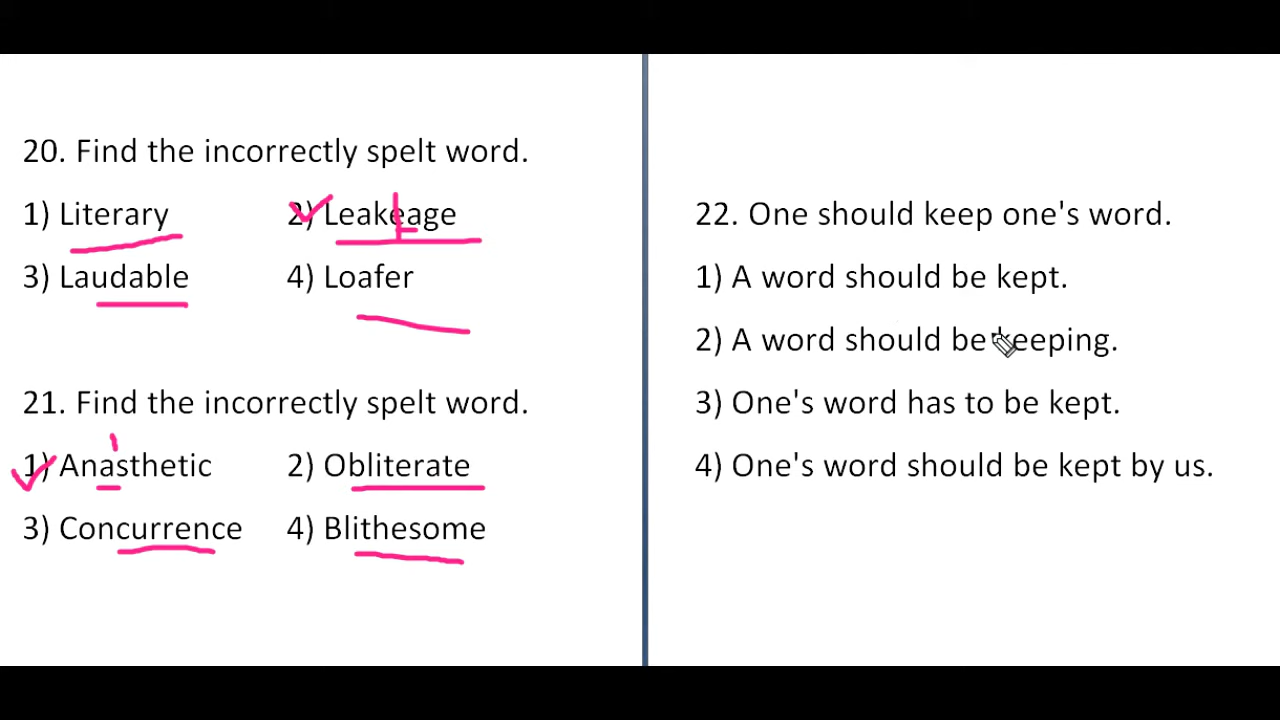 20. Find the incorrectly spelt word.
1) Literary 2) Leakeage
3) Laudable 4) Loafer
21. Find the incorrectly spelt word.
1) Anasthetic 2) Obliterate
3) Concurrence 4) Blithesome
22. One should keep one's word.
1) A word should be kept.
2) A word should be keeping.
3) One's word has to be kept.
4) One's word should be kept by us.